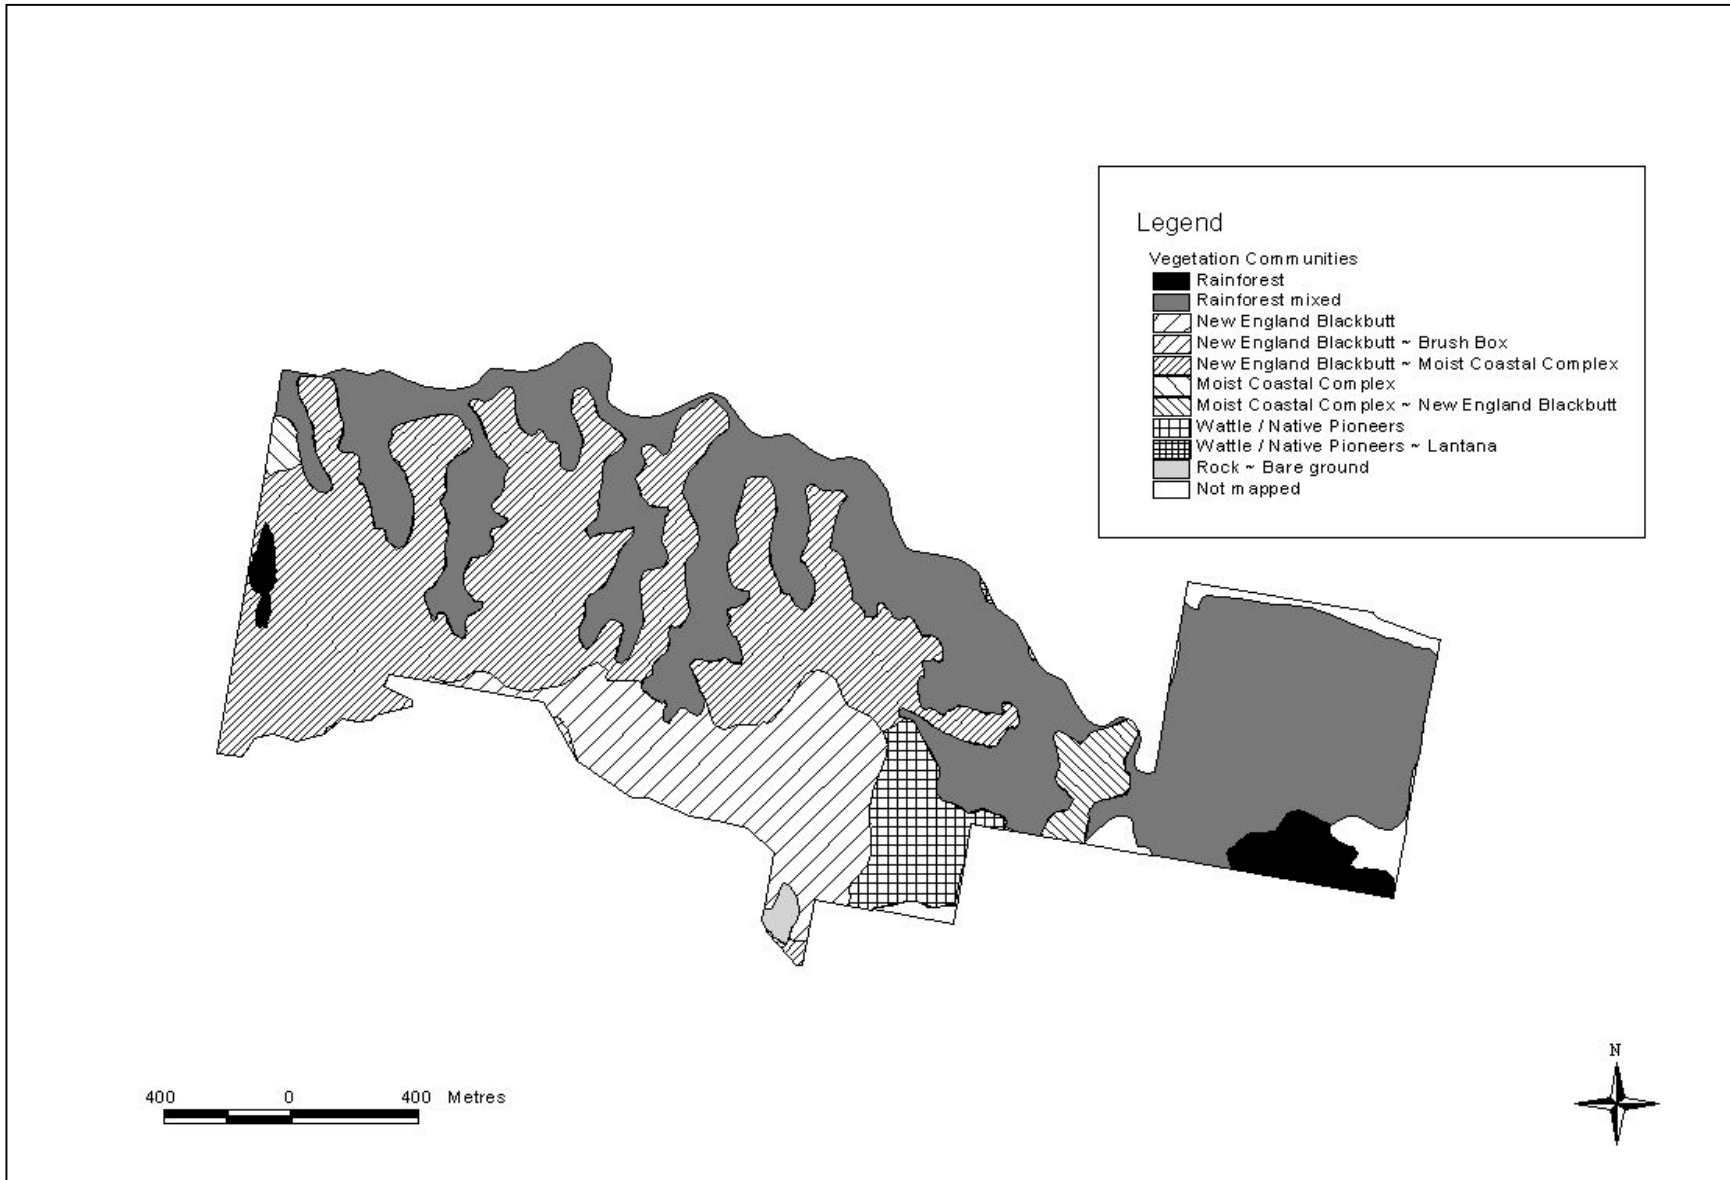 Legend
Vegetation Communities
Rainforest
Rainforest mixed
New England Blackbutt
New England Blackbutt ~ Brush Box
New England Blackbutt ~ Moist Coastal Complex
Moist Coastal Complex
Moist Coastal Complex ~ New England Blackbutt
Wattle / Native Pioneers
Wattle / Native Pioneers ~ Lantana
Rock ~ Bare ground
Not mapped
N
400 0 400 Metres